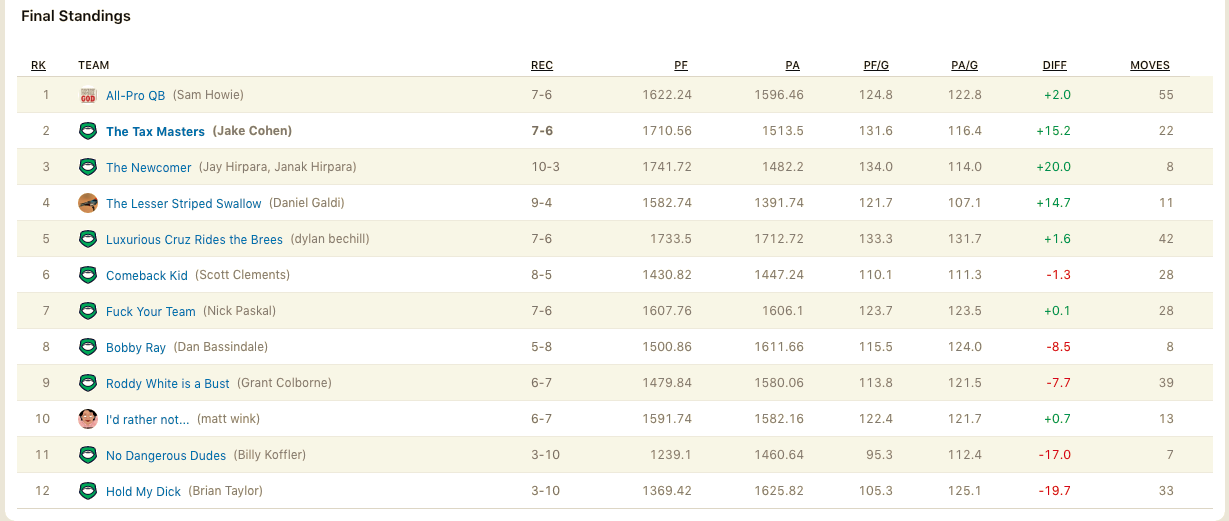 Final Standings
RK TEAM REC PF PA PF/G PA/G DIFF MOVES
1 All-Pro QB (Sam Howie) 7-6 1622.24 1596.46 124.8 122.8 +2.0 55
2 The Tax Masters (Jake Cohen) 7-6 1710.56 1513.5 131.6 116.4 +15.2 22
3 The Newcomer (Jay Hirpara, Janak Hirpara) 10-3 1741.72 1482.2 134.0 114.0 +20.0 8
4 The Lesser Striped Swallow (Daniel Galdi) 9-4 1582.74 1391.74 121.7 107.1 +14.7 11
5 Luxurious Cruz Rides the Brees (dylan bechill) 7-6 1733.5 1712.72 133.3 131.7 +1.6 42
6 Comeback Kid (Scott Clements) 8-5 1430.82 1447.24 110.1 111.3 -1.3 28
7 Fuck Your Team (Nick Paskal) 7-6 1607.76 1606.1 123.7 123.5 +0.1 28
8 Bobby Ray (Dan Bassindale) 5-8 1500.86 1611.66 115.5 124.0 -8.5 8
9 Roddy White is a Bust (Grant Colborne) 6-7 1479.84 1580.06 113.8 121.5 -7.7 39
10 I'd rather not... (matt wink) 6-7 1591.74 1582.16 122.4 121.7 +0.7 13
11 No Dangerous Dudes (Billy Koffler) 3-10 1239.1 1460.64 95.3 112.4 -17.0 7
12 Hold My Dick (Brian Taylor) 3-10 1369.42 1625.82 105.3 125.1 -19.7 33